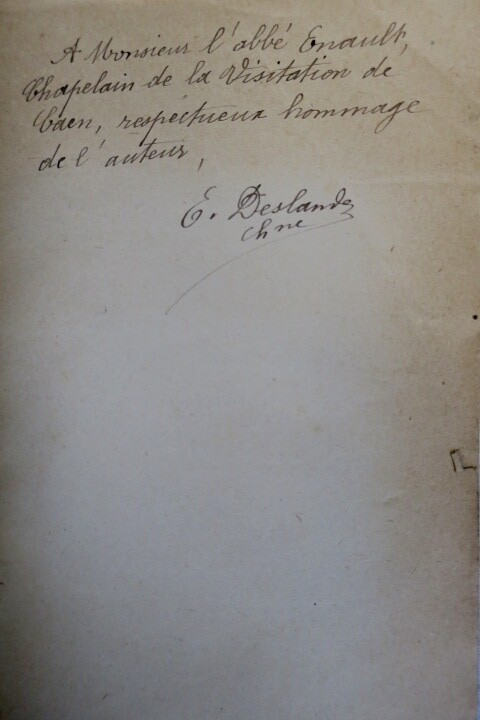 A Monsieur l'abbé Enault,
Chapelain de la Visitation de
Caen, respectueux hommage
de l'auteur,
E. Deslandes
Chne